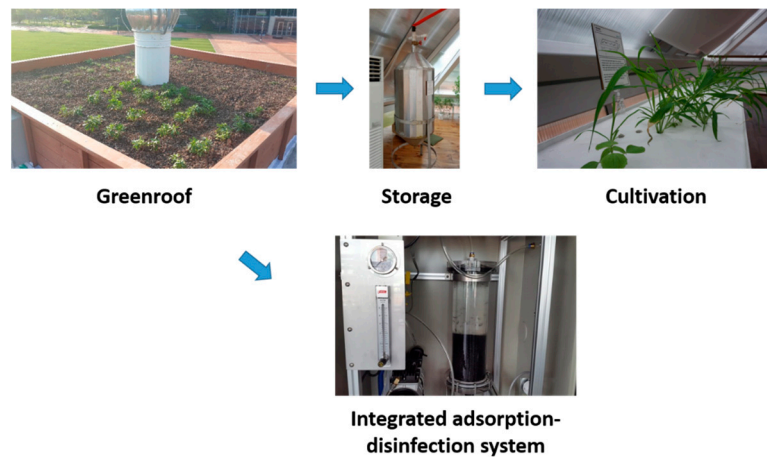 Greenroof
Storage
Cultivation
Integrated adsorption-
disinfection system